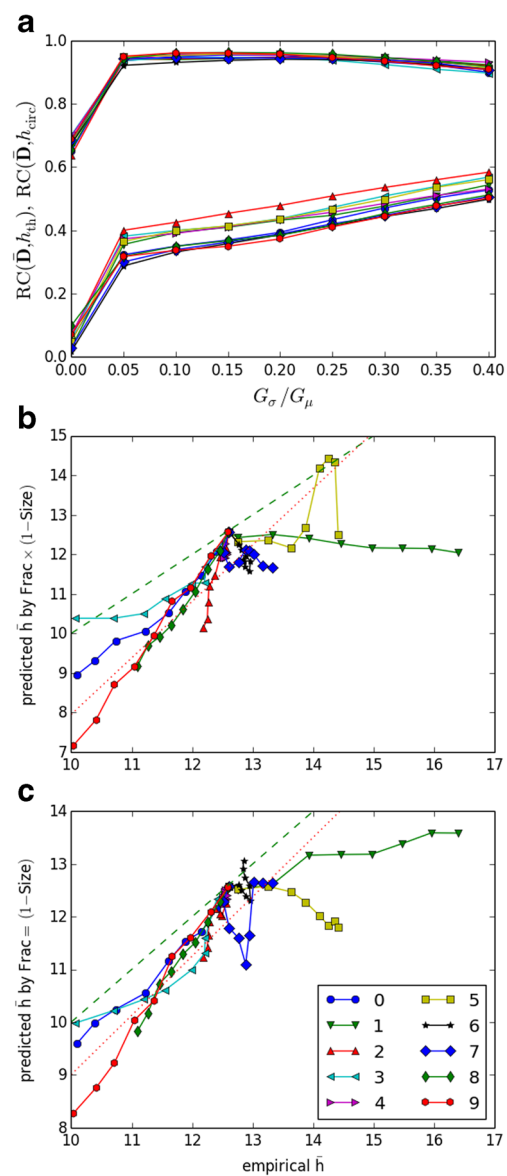 a
RC(D̄,h_th), RC(D̄,h_circ)
1.0
0.8
0.6
0.4
0.2
0.0
0.00 0.05 0.10 0.15 0.20 0.25 0.30 0.35 0.40
G_σ/G_μ
b
predicted h̄ by Frac × (1−Size)
15
14
13
12
11
10
9
8
7
10 11 12 13 14 15 16 17
c
predicted h̄ by Frac = (1−Size)
14
13
12
11
10
9
8
0 5
1 6
2 7
3 8
4 9
10 11 12 13 14 15 16 17
empirical h̄